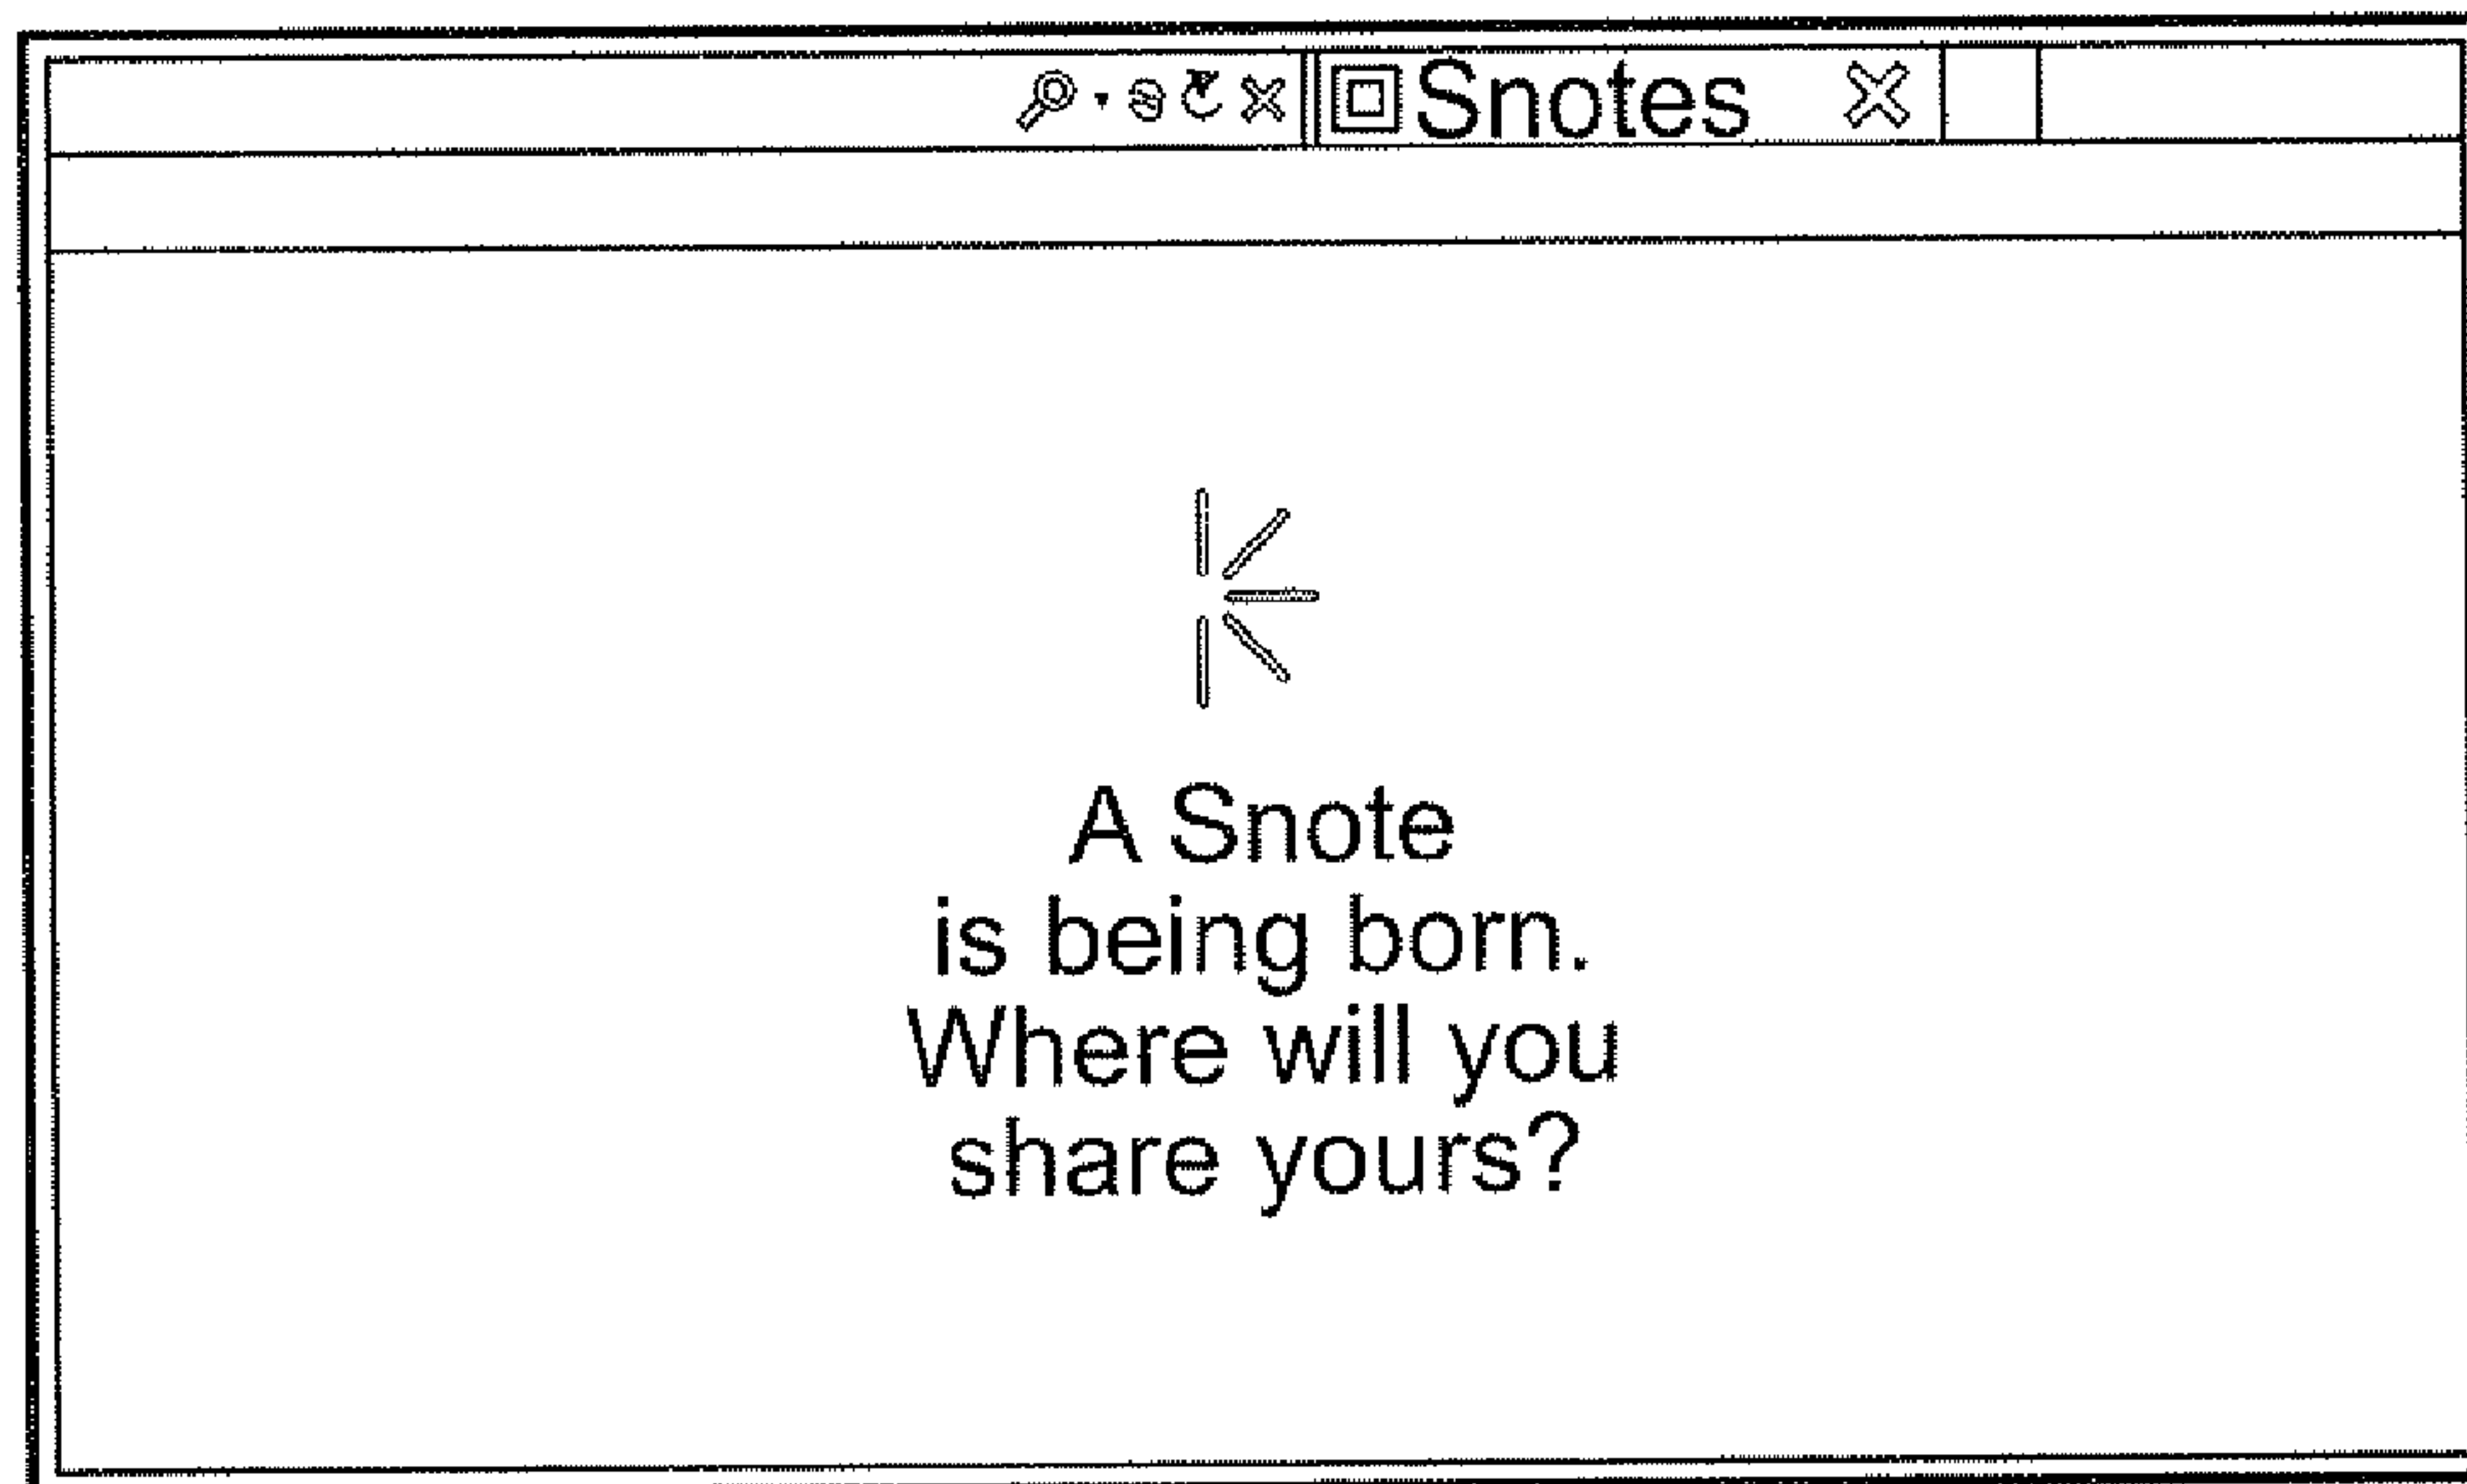 Snotes
A Snote
is being born.
Where will you
share yours?